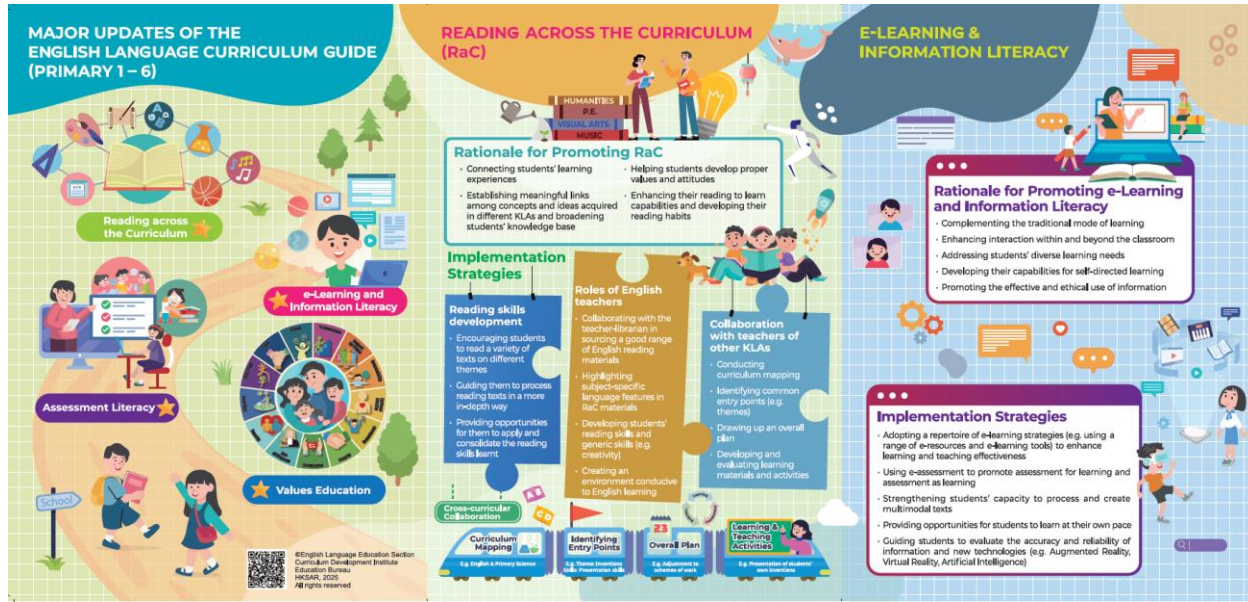 MAJOR UPDATES OF THE
ENGLISH LANGUAGE CURRICULUM GUIDE
(PRIMARY 1 – 6)
Reading across
the Curriculum
e-Learning and
Information Literacy
Assessment Literacy
Values Education
School
©English Language Education Section
Curriculum Development Institute
Education Bureau
HKSAR, 2025
All rights reserved
READING ACROSS THE CURRICULUM
(RaC)
HUMANITIES
P.E.
VISUAL ARTS
MUSIC
Rationale for Promoting RaC
• Connecting students' learning
experiences
• Establishing meaningful links
among concepts and ideas acquired
in different KLAs and broadening
students' knowledge base
• Helping students develop proper
values and attitudes
• Enhancing their reading to learn
capabilities and developing their
reading habits
Implementation
Strategies
Reading skills
development
• Encouraging students
to read a variety of
texts on different
themes
• Guiding them to process
reading texts in a more
in-depth way
• Providing opportunities
for them to apply and
consolidate the reading
skills learnt
Roles of English
teachers
• Collaborating with the
teacher-librarian in
sourcing a good range
of English reading
materials
• Highlighting
subject-specific
language features in
RaC materials
• Developing students'
reading skills and
generic skills (e.g.
creativity)
• Creating an
environment conducive
to English learning
Collaboration
with teachers of
other KLAs
• Conducting
curriculum mapping
• Identifying common
entry points (e.g.
themes)
• Drawing up an overall
plan
• Developing and
evaluating learning
materials and activities
Cross-curricular
Collaboration
A B
C D
Curriculum
Mapping
E.g. English & Primary Science
Identifying
Entry Points
E.g. Theme: Inventions
Skills: Presentation skills
23
Overall Plan
E.g. Adjustment to
schemes of work
Learning &
Teaching
Activities
E.g. Presentation of students'
own inventions
E-LEARNING &
INFORMATION LITERACY
Rationale for Promoting e-Learning
and Information Literacy
• Complementing the traditional mode of learning
• Enhancing interaction within and beyond the classroom
• Addressing students' diverse learning needs
• Developing their capabilities for self-directed learning
• Promoting the effective and ethical use of information
Implementation Strategies
• Adopting a repertoire of e-learning strategies (e.g. using a
range of e-resources and e-learning tools) to enhance
learning and teaching effectiveness
• Using e-assessment to promote assessment for learning and
assessment as learning
• Strengthening students' capacity to process and create
multimodal texts
• Providing opportunities for students to learn at their own pace
• Guiding students to evaluate the accuracy and reliability of
information and new technologies (e.g. Augmented Reality,
Virtual Reality, Artificial Intelligence)